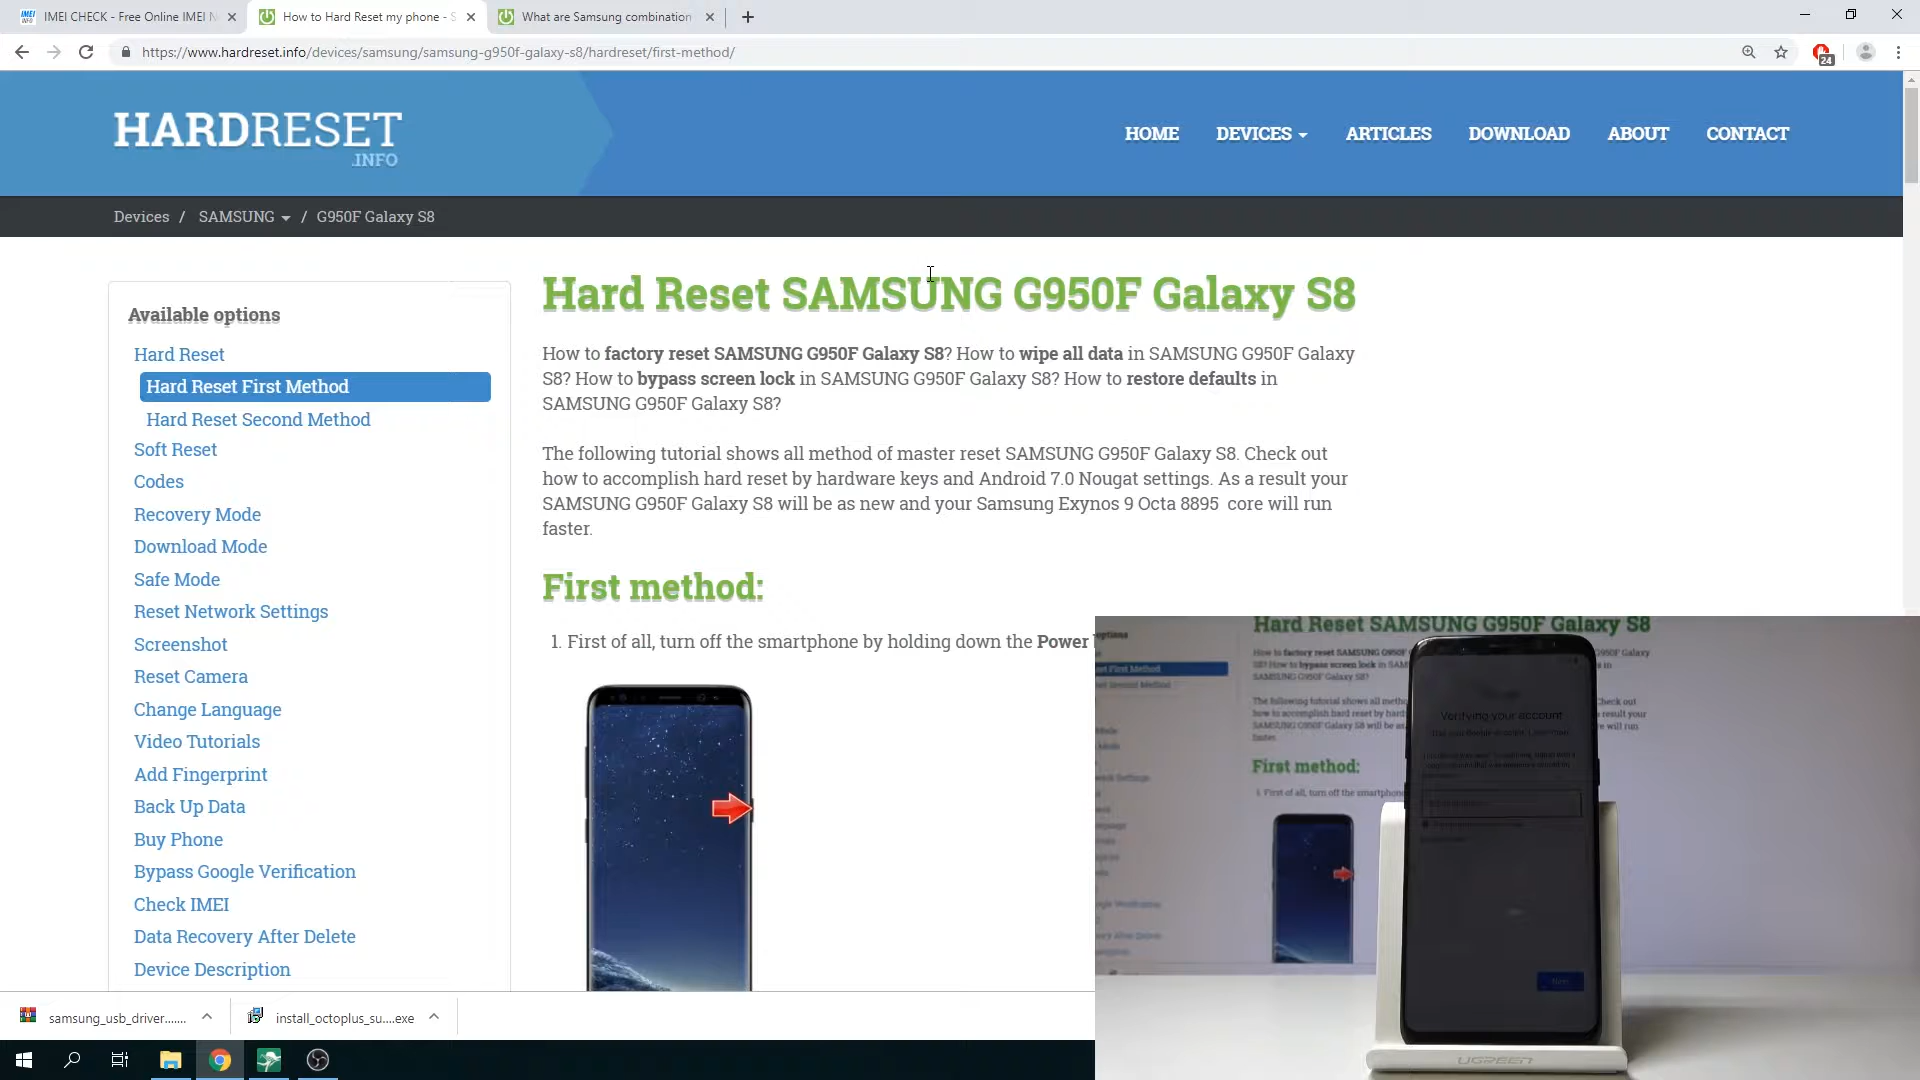 IMEI CHECK - Free Online IMEI N
How to Hard Reset my phone - S
What are Samsung combination
https://www.hardreset.info/devices/samsung/samsung-g950f-galaxy-s8/hardreset/first-method/
24
HARDRESET
.INFO
HOME DEVICES ARTICLES DOWNLOAD ABOUT CONTACT
Devices / SAMSUNG / G950F Galaxy S8
Available options
Hard Reset
Hard Reset First Method
Hard Reset Second Method
Soft Reset
Codes
Recovery Mode
Download Mode
Safe Mode
Reset Network Settings
Screenshot
Reset Camera
Change Language
Video Tutorials
Add Fingerprint
Back Up Data
Buy Phone
Bypass Google Verification
Check IMEI
Data Recovery After Delete
Device Description
Hard Reset SAMSUNG G950F Galaxy S8
How to factory reset SAMSUNG G950F Galaxy S8? How to wipe all data in SAMSUNG G950F Galaxy
S8? How to bypass screen lock in SAMSUNG G950F Galaxy S8? How to restore defaults in
SAMSUNG G950F Galaxy S8?
The following tutorial shows all method of master reset SAMSUNG G950F Galaxy S8. Check out
how to accomplish hard reset by hardware keys and Android 7.0 Nougat settings. As a result your
SAMSUNG G950F Galaxy S8 will be as new and your Samsung Exynos 9 Octa 8895 core will run
faster.
First method:
1. First of all, turn off the smartphone by holding down the Power
Hard Reset SAMSUNG G950F Galaxy S8
First method:
1. First of all, turn off the smartphone
Verifying your account
Next
UGREEN
samsung_usb_driver.......
install_octoplus_su....exe